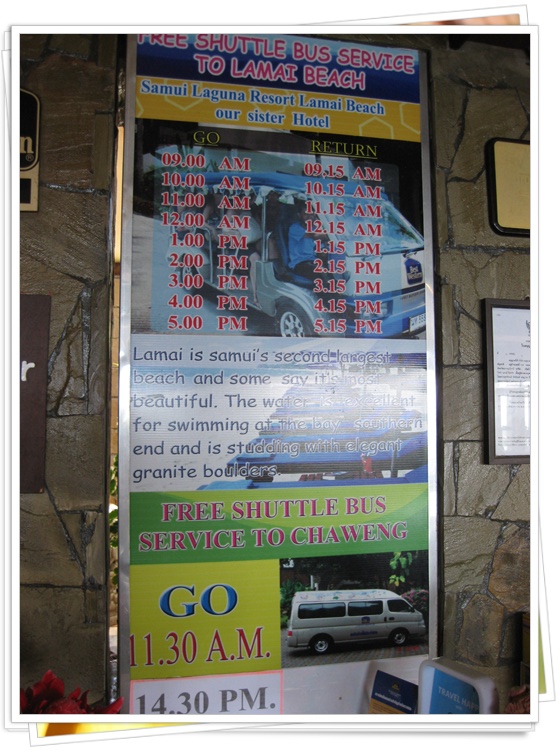 FREE SHUTTLE BUS SERVICE
TO LAMAI BEACH
Samui Laguna Resort Lamai Beach
our sister Hotel
GO RETURN
09.00 AM 09.15 AM
10.00 AM 10.15 AM
11.00 AM 11.15 AM
12.00 AM 12.15 AM
1.00 PM 1.15 PM
2.00 PM 2.15 PM
3.00 PM 3.15 PM
4.00 PM 4.15 PM
5.00 PM 5.15 PM
Best
Western
Lamai is samui's second largest
beach and some say it's most
beautiful. The water is excellent
for swimming at the bay southern
end and is studding with elegant
granite boulders.
FREE SHUTTLE BUS
SERVICE TO CHAWENG
GO
11.30 A.M.
14.30 PM.